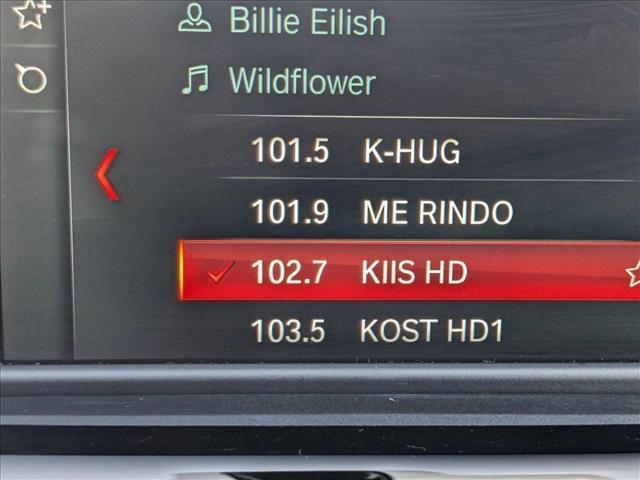 Billie Eilish
Wildflower
101.5 K-HUG
101.9 ME RINDO
102.7 KIIS HD
103.5 KOST HD1